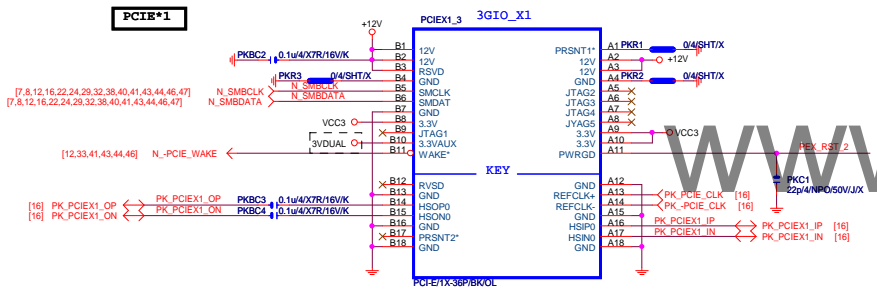 PCIE*1
PCIEX1_3 3GIO_X1
+12V
PKBC2 0.1u/4/X7R/16V/K
PKR3 0/4/SHT/X
[7,8,12,16,22,24,29,32,38,40,41,43,44,46,47] N_SMBCLK N_SMBCLK
[7,8,12,16,22,24,29,32,38,40,41,43,44,46,47] N_SMBDATA N_SMBDATA
VCC3
3VDUAL
[12,33,41,43,44,46] N_-PCIE_WAKE
[16] PK_PCIEX1_OP PK_PCIEX1_OP PKBC3 0.1u/4/X7R/16V/K
[16] PK_PCIEX1_ON PK_PCIEX1_ON PKBC4 0.1u/4/X7R/16V/K
B1 12V
B2 12V
B3 RSVD
B4 GND
B5 SMCLK
B6 SMDAT
B7 GND
B8 3.3V
B9 JTAG1
B10 3.3VAUX
B11 WAKE*
KEY
B12 RVSD
B13 GND
B14 HSOP0
B15 HSON0
B16 GND
B17 PRSNT2*
B18 GND
PRSNT1* A1 PKR1 0/4/SHT/X
12V A2
12V A3 +12V
GND A4 PKR2 0/4/SHT/X
JTAG2 A5
JTAG3 A6
JTAG4 A7
JYAG5 A8
3.3V A9 VCC3
3.3V A10
PWRGD A11 PEX_RST_2
WW
PKC1
22p/4/NPO/50V/J/X
GND A12
REFCLK+ A13 PK_PCIE_CLK [16]
REFCLK- A14 PK_-PCIE_CLK [16]
GND A15
HSIP0 A16 PK_PCIEX1_IP PK_PCIEX1_IP [16]
HSIN0 A17 PK_PCIEX1_IN PK_PCIEX1_IN [16]
GND A18
PCI-E/1X-36P/BK/OL